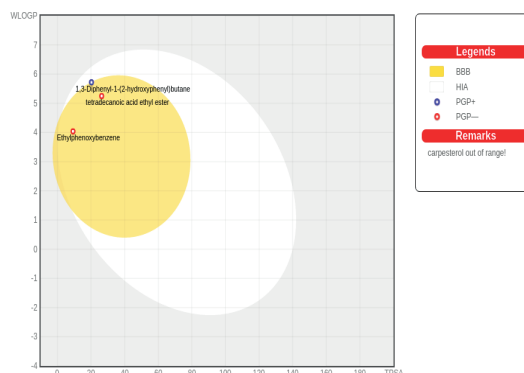 WLOGP
7
6
5
4
3
2
1
0
-1
-2
-3
-4
1,3-Diphenyl-1-(2-hydroxyphenyl)butane
tetradecanoic acid ethyl ester
Ethylphenoxybenzene
0 20 40 60 80 100 120 140 160 180 TPSA
Legends
BBB
HIA
PGP+
PGP—
Remarks
carpesterol out of range!